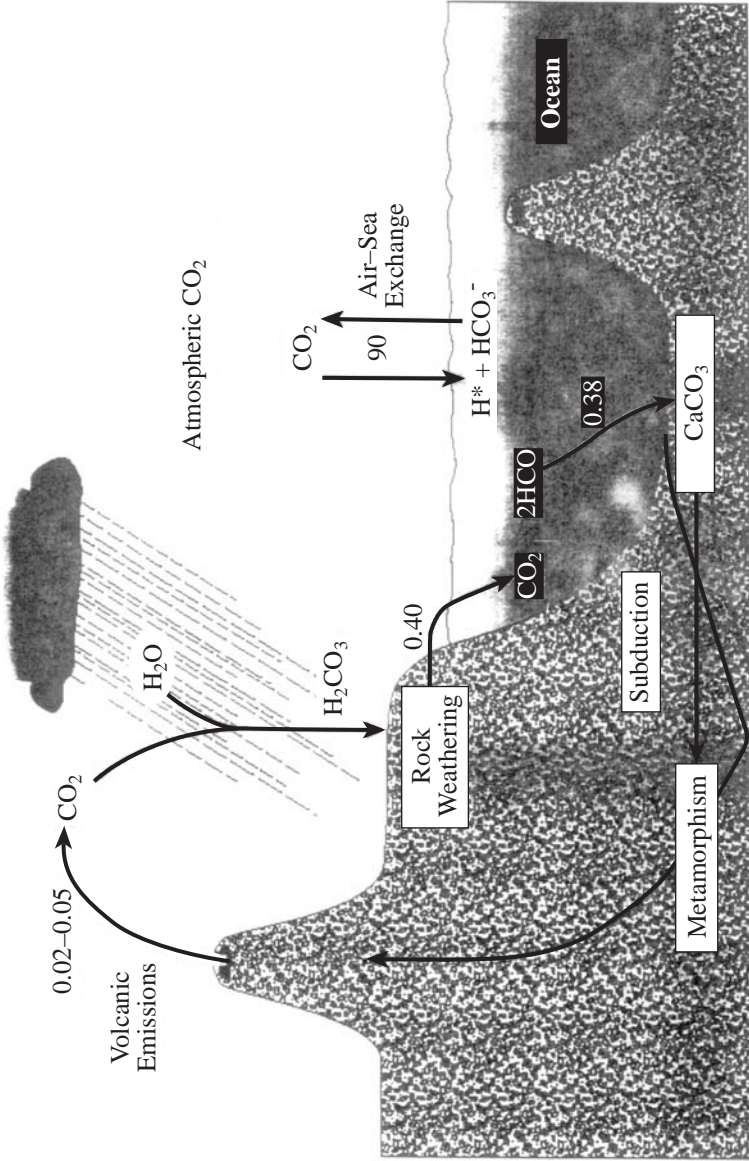 Atmospheric CO₂
0.02–0.05
CO₂
H₂O
H₂CO₃
Volcanic
Emissions
CO₂
90
Air–Sea
Exchange
H* + HCO₃⁻
Rock
Weathering
0.40
CO₂
2HCO
0.38
Ocean
Subduction
Metamorphism
CaCO₃